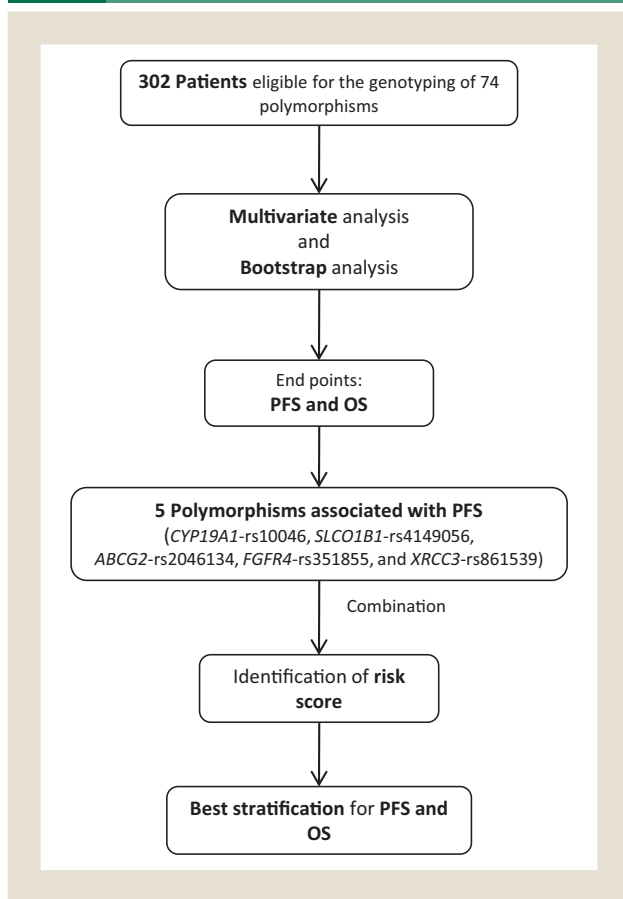 302 Patients eligible for the genotyping of 74
polymorphisms
Multivariate analysis
and
Bootstrap analysis
End points:
PFS and OS
5 Polymorphisms associated with PFS
(CYP19A1-rs10046, SLCO1B1-rs4149056,
ABCG2-rs2046134, FGFR4-rs351855, and XRCC3-rs861539)
Combination
Identification of risk
score
Best stratification for PFS and
OS